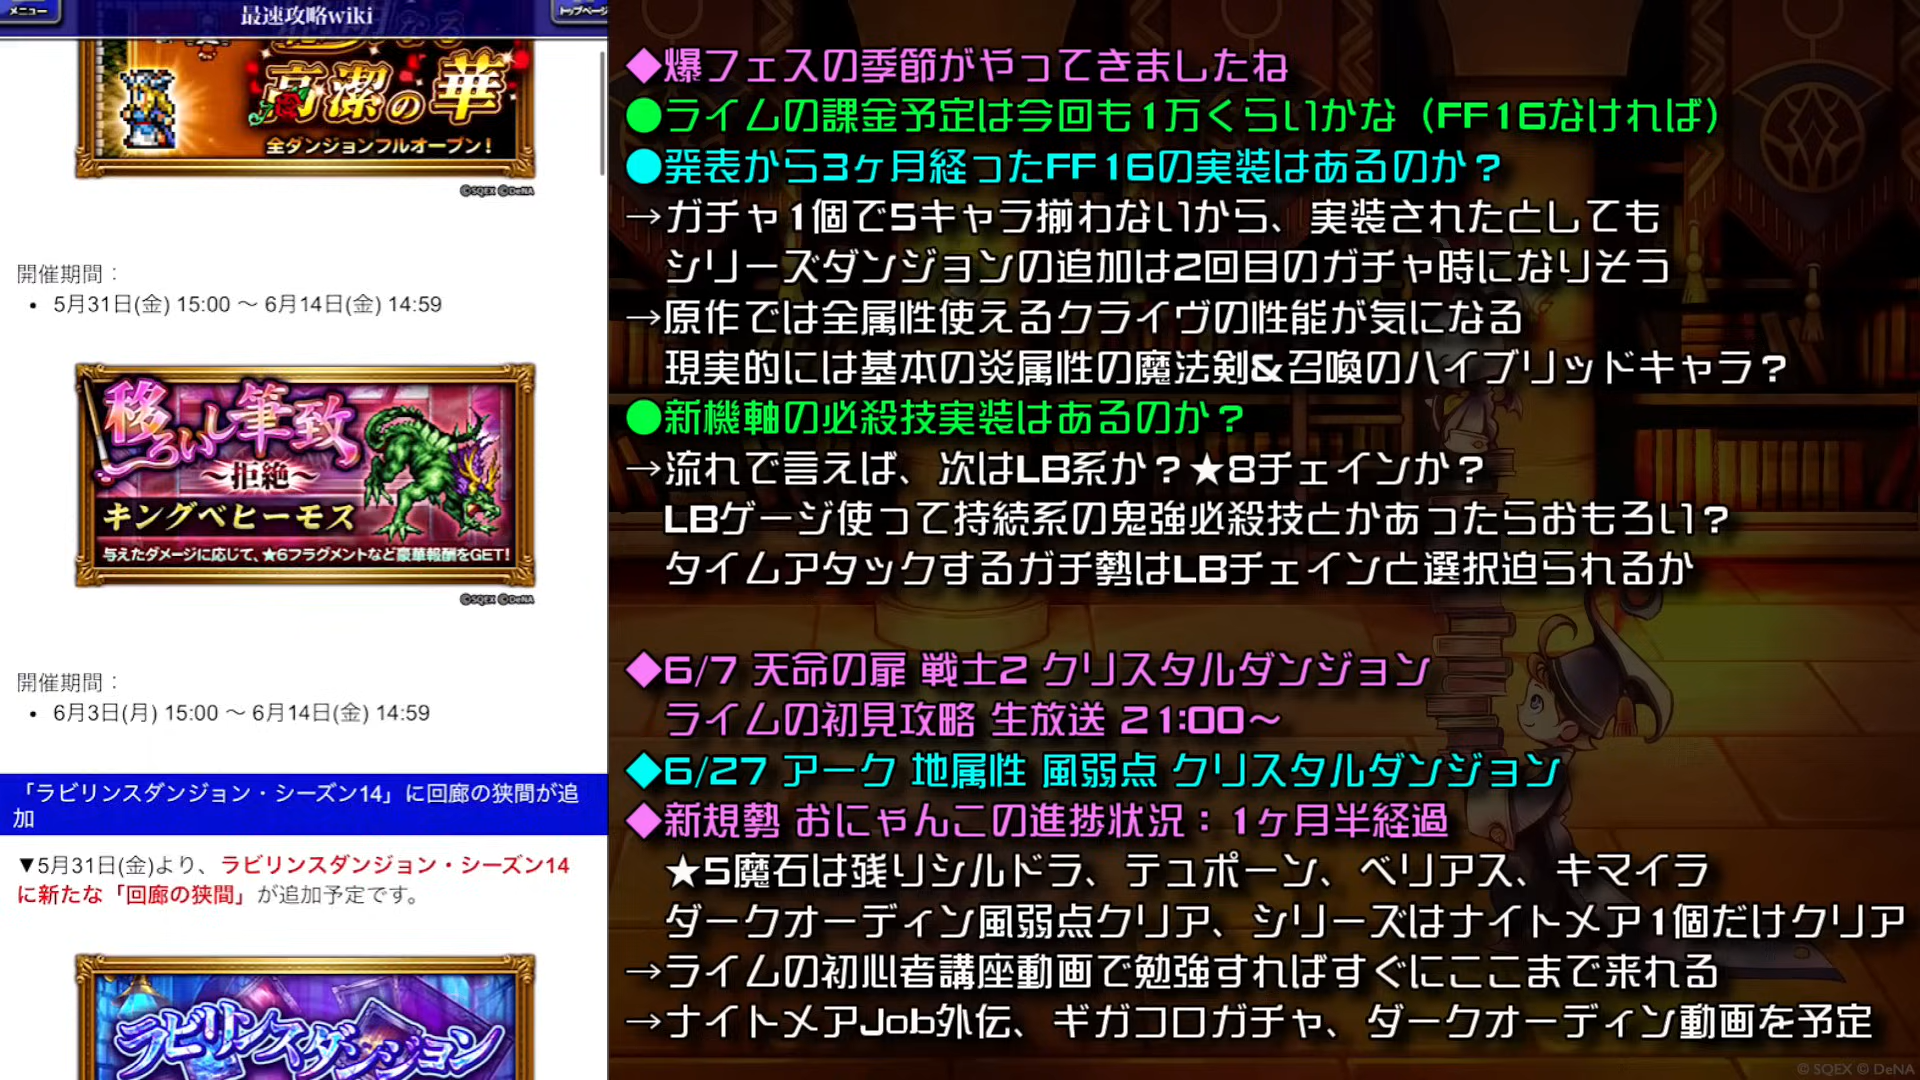 メニュー
最速攻略wiki
トップページ
高潔の華
全ダンジョンフルオープン！
©SQEX ©DeNA
開催期間：
• 5月31日(金) 15:00 ～ 6月14日(金) 14:59
移ろいし筆致
～拒絶～
キングベヒーモス
与えたダメージに応じて、★6フラグメントなど豪華報酬をGET！
©SQEX ©DeNA
開催期間：
• 6月3日(月) 15:00 ～ 6月14日(金) 14:59
「ラビリンスダンジョン・シーズン14」に回廊の狭間が追
加
▼5月31日(金)より、ラビリンスダンジョン・シーズン14
に新たな「回廊の狭間」が追加予定です。
ラビリンスダンジョン
◆爆フェスの季節がやってきましたね
●ライムの課金予定は今回も1万くらいかな（FF16なければ）
●発表から3ヶ月経ったFF16の実装はあるのか？
→ガチャ1個で5キャラ揃わないから、実装されたとしても
シリーズダンジョンの追加は2回目のガチャ時になりそう
→原作では全属性使えるクライヴの性能が気になる
現実的には基本の炎属性の魔法剣&召喚のハイブリッドキャラ？
●新機軸の必殺技実装はあるのか？
→流れで言えば、次はLB系か？★8チェインか？
LBゲージ使って持続系の鬼強必殺技とかあったらおもろい？
タイムアタックするガチ勢はLBチェインと選択迫られるか
◆6/7 天命の扉 戦士2 クリスタルダンジョン
ライムの初見攻略 生放送 21:00～
◆6/27 アーク 地属性 風弱点 クリスタルダンジョン
◆新規勢 おにゃんこの進捗状況：1ヶ月半経過
★5魔石は残りシルドラ、テュポーン、ベリアス、キマイラ
ダークオーディン風弱点クリア、シリーズはナイトメア1個だけクリア
→ライムの初心者講座動画で勉強すればすぐにここまで来れる
→ナイトメアJob外伝、ギガコロガチャ、ダークオーディン動画を予定
© SQEX © DeNA